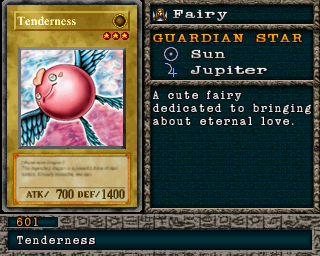 Tenderness
ATK/ 700 DEF/1400
Fairy
GUARDIAN STAR
Sun
Jupiter
A cute fairy
dedicated to bringing
about eternal love.
601
Tenderness